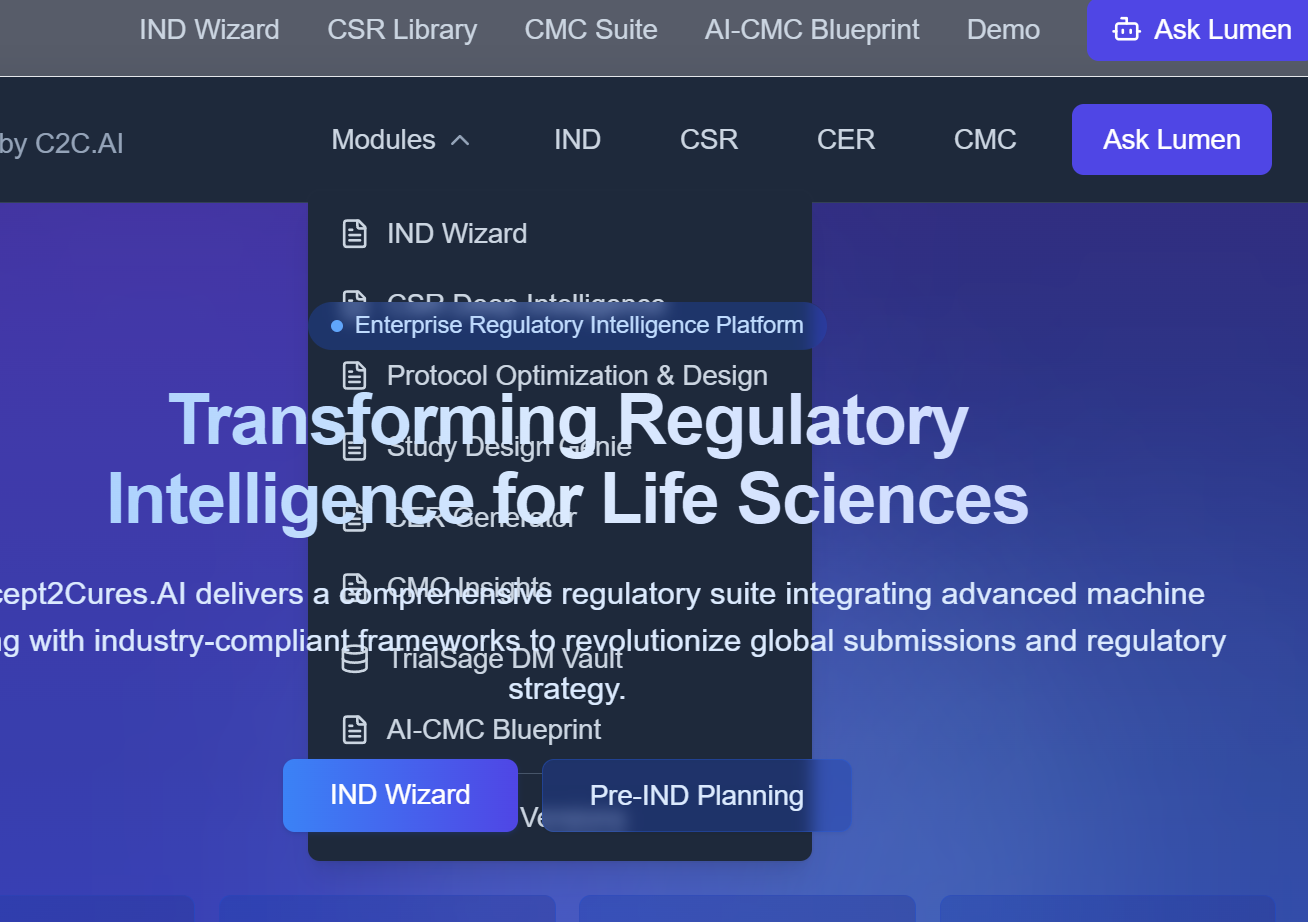 IND Wizard CSR Library CMC Suite AI-CMC Blueprint Demo Ask Lumen
by C2C.AI Modules IND CSR CER CMC Ask Lumen
IND Wizard
CSR Deep Intelligence
Enterprise Regulatory Intelligence Platform
Protocol Optimization & Design
Transforming Regulatory
Study Design Genie
Intelligence for Life Sciences
CER Generator
CMO Insights
cept2Cures.AI delivers a comprehensive regulatory suite integrating advanced machine
ng with industry-compliant frameworks to revolutionize global submissions and regulatory
TrialSage DM Vault
strategy.
AI-CMC Blueprint
IND Wizard Pre-IND Planning